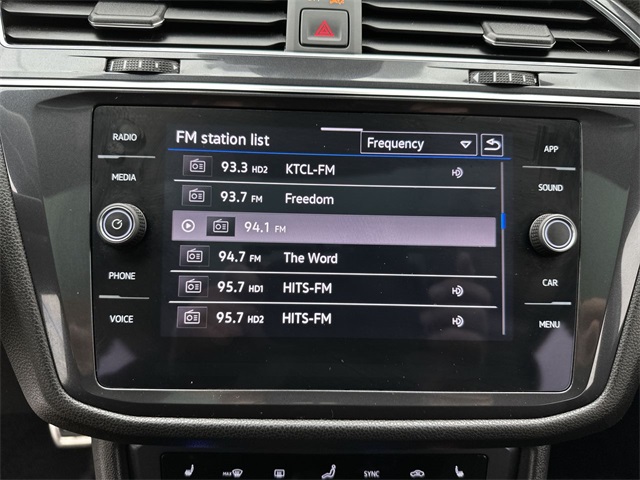 RADIO
MEDIA
PHONE
VOICE
FM station list
Frequency
93.3 HD2 KTCL-FM
93.7 FM Freedom
94.1 FM
94.7 FM The Word
95.7 HD1 HITS-FM
95.7 HD2 HITS-FM
APP
SOUND
CAR
MENU
MAX
SYNC